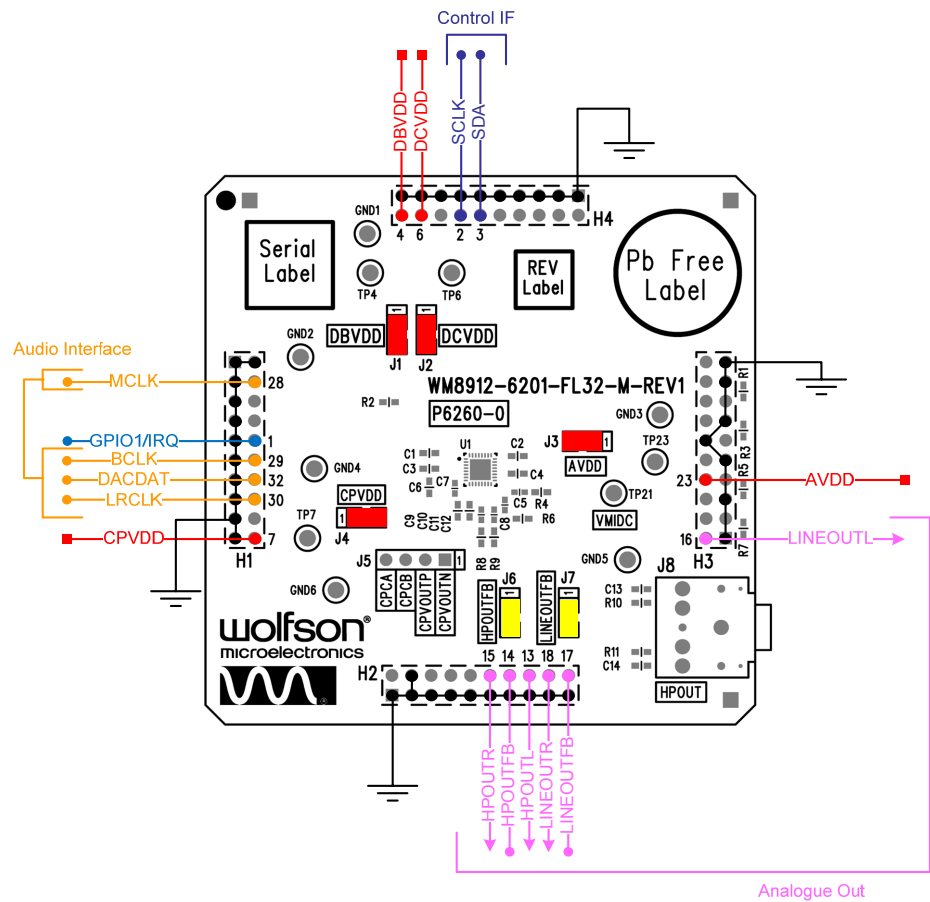 Control IF
DBVDD
DCVDD
SCLK
SDA
GND1
4 6 2 3
H4
Serial
Label
REV
Label
Pb Free
Label
TP4
TP6
DBVDD
1
1
DCVDD
J1
J2
GND2
Audio Interface
MCLK
28
GPIO1/IRQ
1
BCLK
29
DACDAT
32
LRCLK
30
CPVDD
7
H1
WM8912-6201-FL32-M-REV1
R2
P6260-0
GND3
R1
U1
J3
1
AVDD
TP23
R3
C1
C3
C6
C7
C2
C4
C5
R4
R6
C8
C9
C10
C11
C12
R8
R9
GND4
CPVDD
TP7
1
J4
TP21
VMIDC
23
R5
AVDD
16
R7
LINEOUTL
H3
GND5
J5
1
CPCA
CPCB
CPVOUTP
CPVOUTN
GND6
HPOUTFB
J6
1
LINEOUTFB
J7
1
J8
C13
R10
R11
C14
HPOUT
wolfson®
microelectronics
®
H2
15 14 13 18 17
HPOUTR
HPOUTFB
HPOUTL
LINEOUTR
LINEOUTFB
Analogue Out